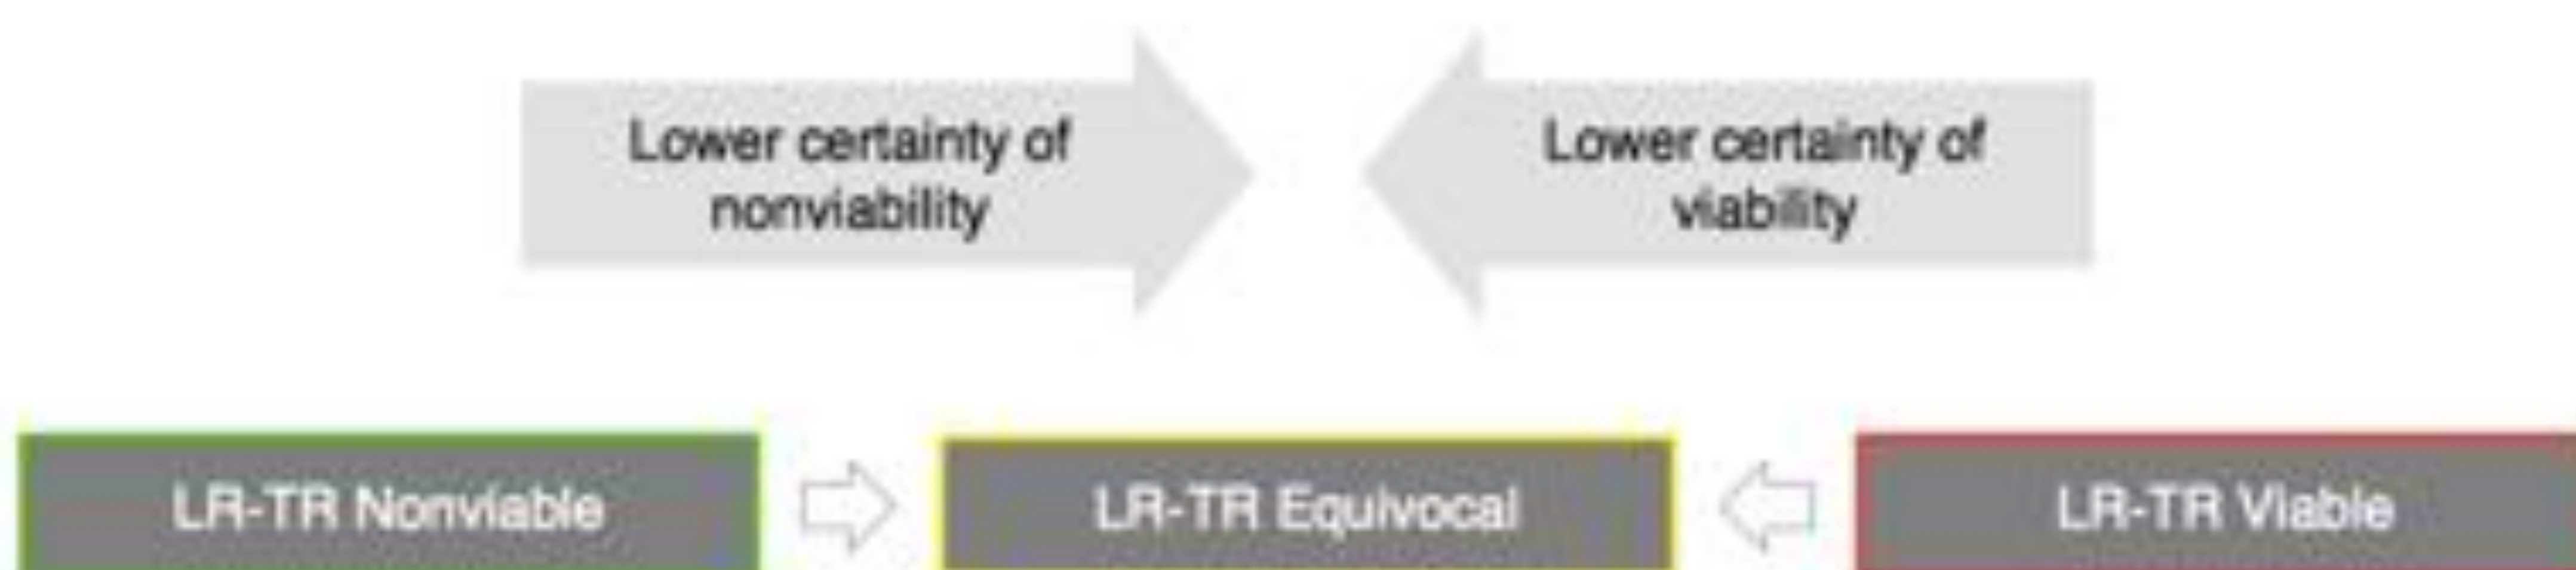 Lower certainty of
nonviability
Lower certainty of
viability
LR-TR Nonviable
LR-TR Equivocal
LR-TR Viable